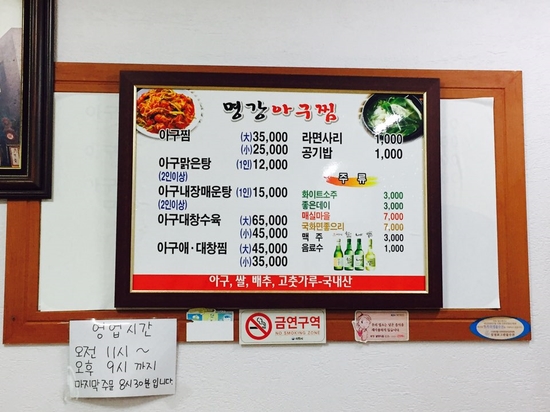 명강아구찜
아구찜 (大)35,000
(小)25,000
아구맑은탕 (1인)12,000
(2인이상)
아구내장매운탕 (1인)15,000
(2인이상)
아구대창수육 (大)65,000
(小)45,000
아구애·대창찜 (大)45,000
(小)35,000
라면사리 1,000
공기밥 1,000
주류
화이트소주 3,000
좋은데이 3,000
매실마을 7,000
국화면좋으리 7,000
맥주 3,000
음료수 1,000
아구, 쌀, 배추, 고춧가루-국내산
금연구역
NO SMOKING ZONE
영업시간
오전 11시 ~
오후 9시 까지
마지막 주문 8시 30분 입니다.